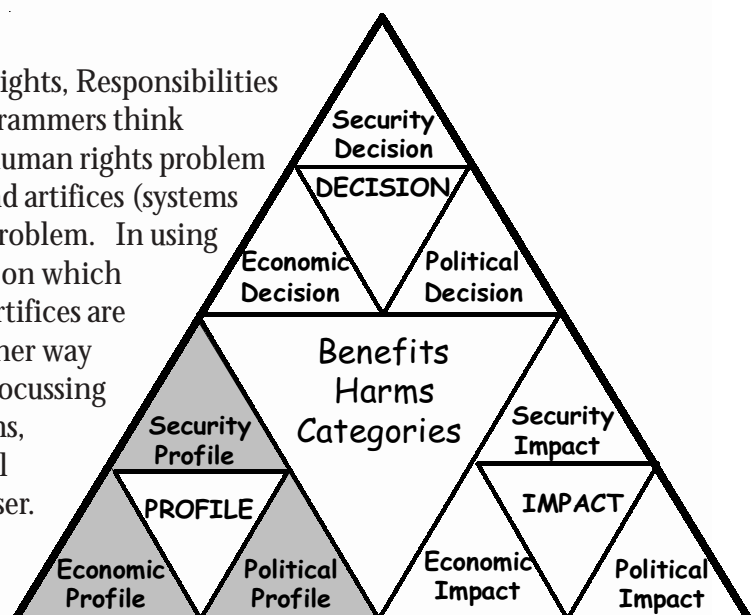 ights, Responsibilities
rammers think
uman rights problem
d artifices (systems
roblem. In using
on which
rtifices are
her way
ocussing
ns,
l
ser.
Security
Decision
DECISION
Economic
Decision
Political
Decision
Benefits
Harms
Categories
Security
Profile
PROFILE
Economic
Profile
Political
Profile
Security
Impact
IMPACT
Economic
Impact
Political
Impact